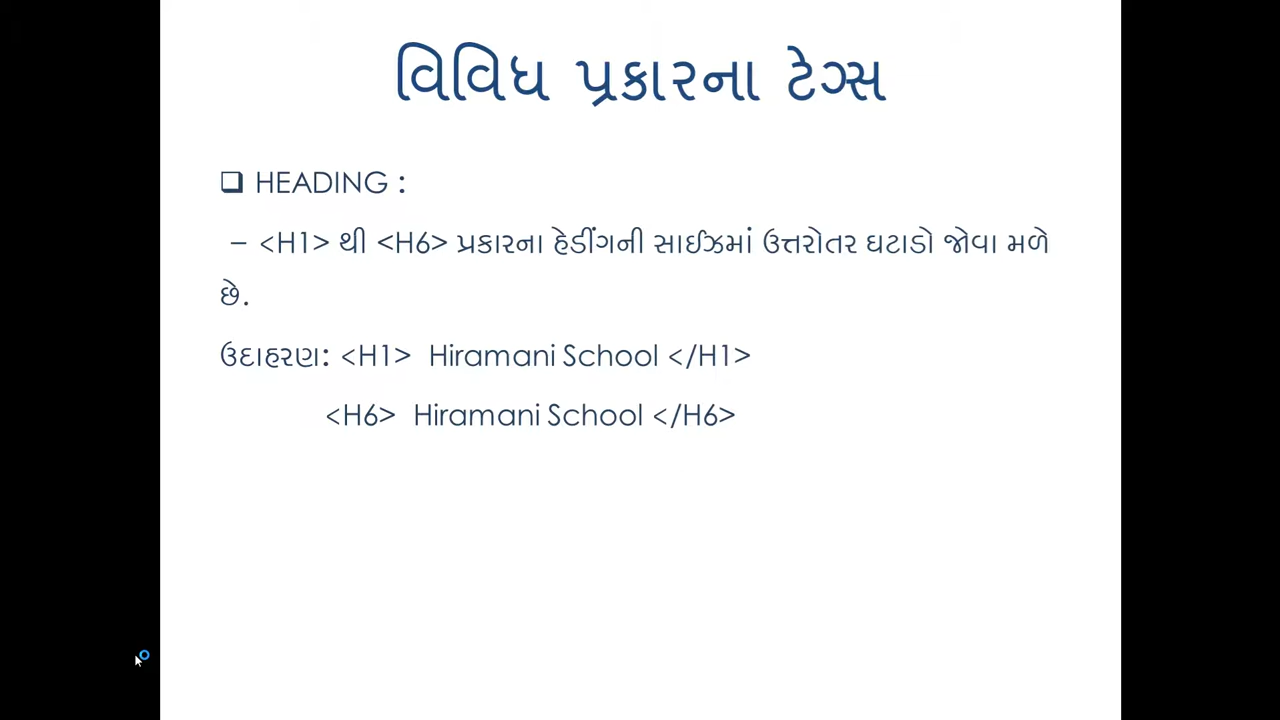 વિવિધ પ્રકારના ટેગ્સ
❑ HEADING :
– <H1> થી <H6> પ્રકારના હેડીંગની સાઈઝમાં ઉત્તરોતર ઘટાડો જોવા મળે
છે.
ઉદાહરણ: <H1> Hiramani School </H1>
<H6> Hiramani School </H6>